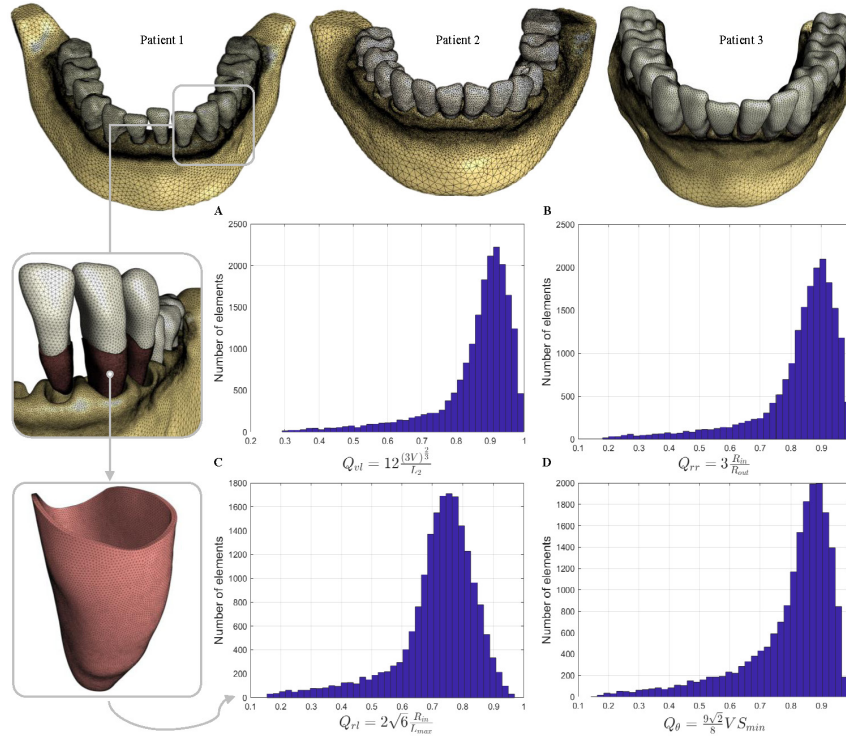 Patient 1
Patient 2
Patient 3
A
B
2500
2000
1500
1000
500
0
Number of elements
0.2 0.3 0.4 0.5 0.6 0.7 0.8 0.9 1
Q_{vl} = 12\frac{(3V)^{\frac{2}{3}}}{L_{e2}}
2500
2000
1500
1000
500
0
Number of elements
0.1 0.2 0.3 0.4 0.5 0.6 0.7 0.8 0.9
Q_{rr} = 3\frac{R_{in}}{R_{out}}
C
D
1800
1600
1400
1200
1000
800
600
400
200
0
Number of elements
0.1 0.2 0.3 0.4 0.5 0.6 0.7 0.8 0.9 1
Q_{rl} = 2\sqrt{6}\frac{R_{in}}{L_{max}}
2000
1800
1600
1400
1200
1000
800
600
400
200
0
Number of elements
0.1 0.2 0.3 0.4 0.5 0.6 0.7 0.8 0.9
Q_{θ} = \frac{9\sqrt{2}}{8}VS_{min}